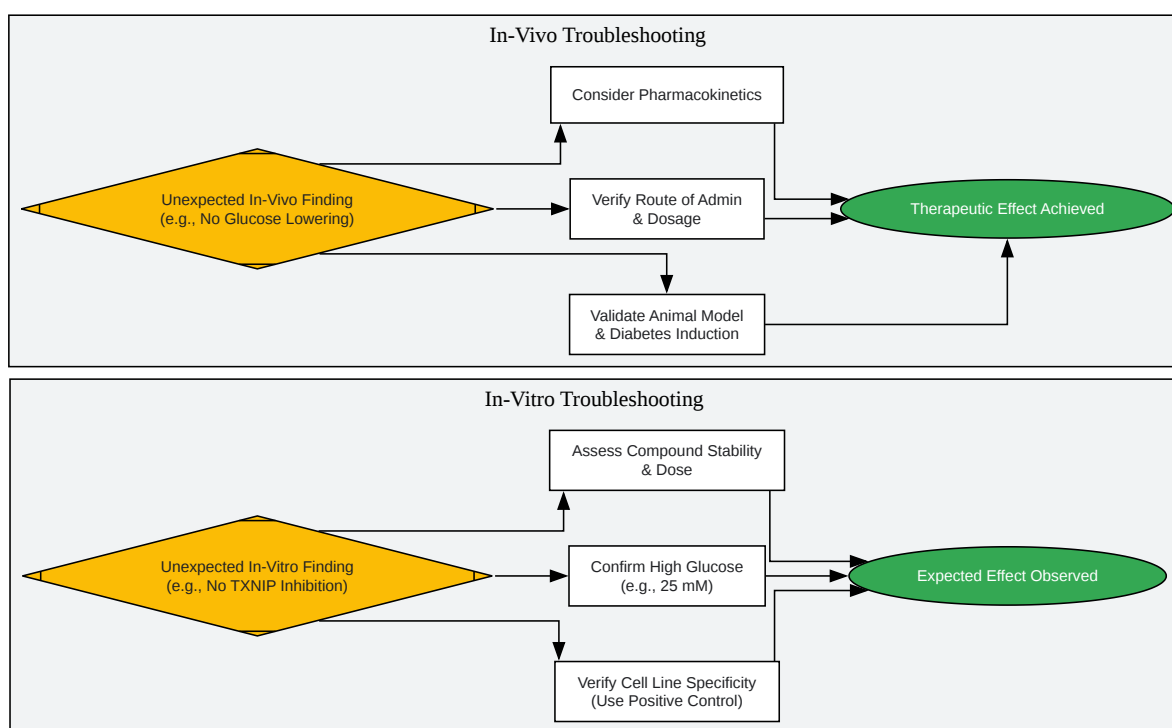 In-Vivo Troubleshooting
Consider Pharmacokinetics
Unexpected In-Vivo Finding
(e.g., No Glucose Lowering)
Verify Route of Admin
& Dosage
Therapeutic Effect Achieved
Validate Animal Model
& Diabetes Induction
In-Vitro Troubleshooting
Assess Compound Stability
& Dose
Unexpected In-Vitro Finding
(e.g., No TXNIP Inhibition)
Confirm High Glucose
(e.g., 25 mM)
Expected Effect Observed
Verify Cell Line Specificity
(Use Positive Control)